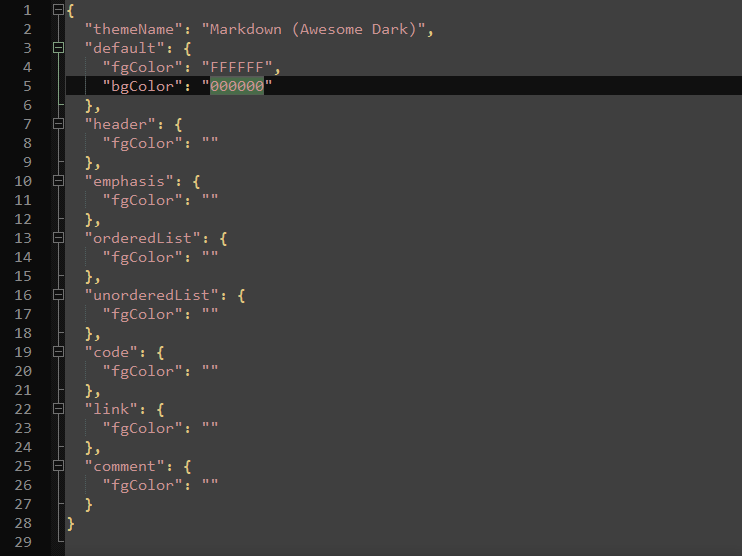 1 {
2   "themeName": "Markdown (Awesome Dark)",
3   "default": {
4     "fgColor": "FFFFFF",
5     "bgColor": "000000"
6   },
7   "header": {
8     "fgColor": ""
9   },
10   "emphasis": {
11     "fgColor": ""
12   },
13   "orderedList": {
14     "fgColor": ""
15   },
16   "unorderedList": {
17     "fgColor": ""
18   },
19   "code": {
20     "fgColor": ""
21   },
22   "link": {
23     "fgColor": ""
24   },
25   "comment": {
26     "fgColor": ""
27   }
28 }
29